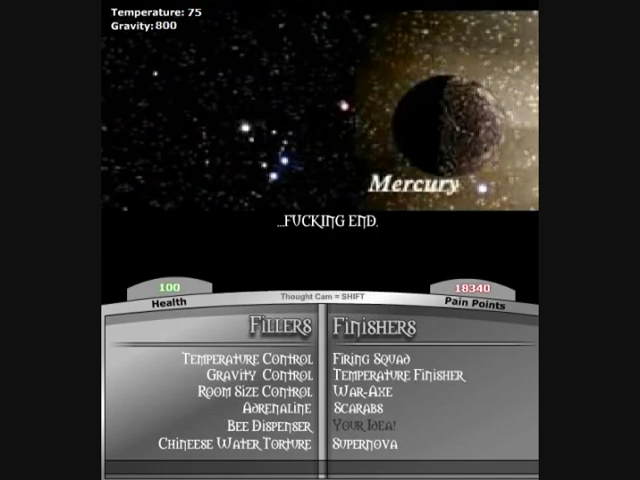 Temperature: 75
Gravity: 800
Mercury
...FUCKING END.
100
Health
Thought Cam = SHIFT
18340
Pain Points
Fillers
Finishers
Temperature Control
Firing Squad
Gravity Control
Temperature Finisher
Room Size Control
War-Axe
Adrenaline
Scarabs
Bee Dispenser
Your Idea!
Chineese Water Torture
Supernova